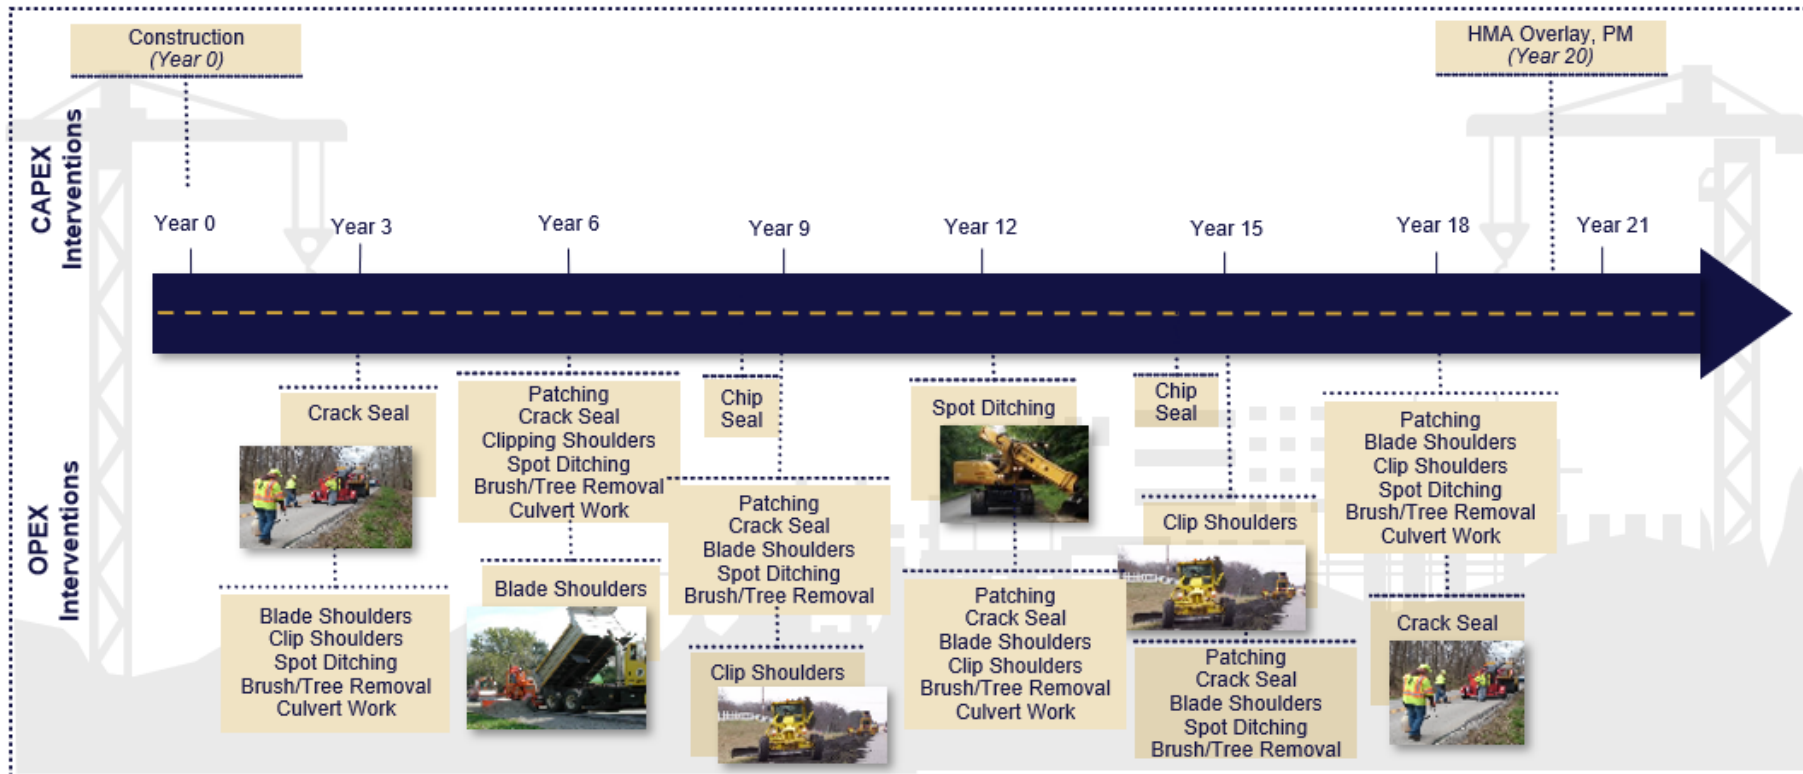 Construction
(Year 0)
HMA Overlay, PM
(Year 20)
CAPEX
Interventions
Year 0
Year 3
Year 6
Year 9
Year 12
Year 15
Year 18
Year 21
OPEX
Interventions
Crack Seal
Blade Shoulders
Clip Shoulders
Spot Ditching
Brush/Tree Removal
Culvert Work
Patching
Crack Seal
Clipping Shoulders
Spot Ditching
Brush/Tree Removal
Culvert Work
Blade Shoulders
Chip
Seal
Patching
Crack Seal
Blade Shoulders
Spot Ditching
Brush/Tree Removal
Clip Shoulders
Spot Ditching
Patching
Crack Seal
Blade Shoulders
Clip Shoulders
Brush/Tree Removal
Culvert Work
Chip
Seal
Clip Shoulders
Patching
Crack Seal
Blade Shoulders
Spot Ditching
Brush/Tree Removal
Patching
Blade Shoulders
Clip Shoulders
Spot Ditching
Brush/Tree Removal
Culvert Work
Crack Seal